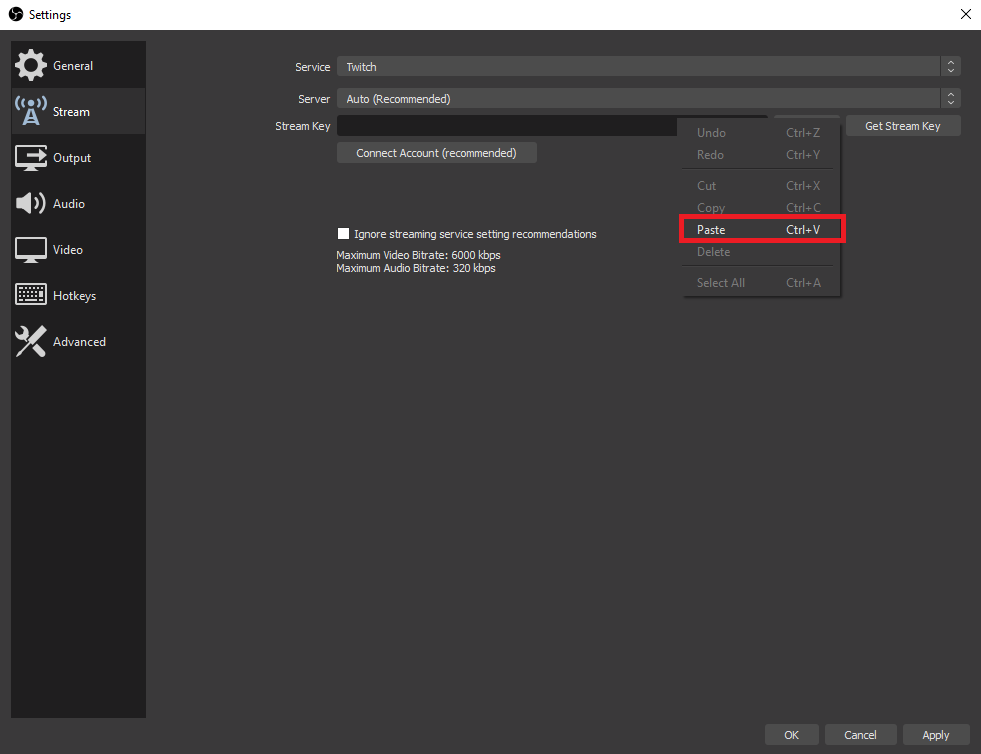 Settings
General
Stream
Output
Audio
Video
Hotkeys
Advanced
Service Twitch
Server Auto (Recommended)
Stream Key Get Stream Key
Connect Account (recommended)
Undo Ctrl+Z
Redo Ctrl+Y
Cut Ctrl+X
Copy Ctrl+C
Paste Ctrl+V
Delete
Select All Ctrl+A
Ignore streaming service setting recommendations
Maximum Video Bitrate: 6000 kbps
Maximum Audio Bitrate: 320 kbps
OK Cancel Apply